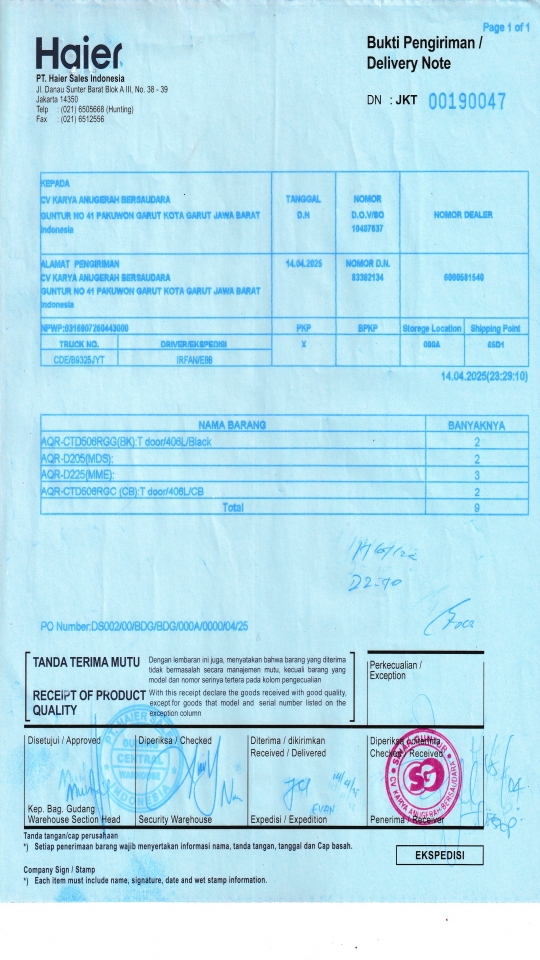 Page 1 of 1
Haier
Bukti Pengiriman /
Delivery Note
PT. Haier Sales Indonesia
Jl. Danau Sunter Barat Blok A III, No. 38 - 39
Jakarta 14350
Telp : (021) 6505668 (Hunting)
Fax : (021) 6512556
DN : JKT 00190047
KEPADA
CV KARYA ANUGERAH BERSAUDARA
GUNTUR NO 41 PAKUWON GARUT KOTA GARUT JAWA BARAT
Indonesia
TANGGAL
D.N
NOMOR
D.O.V/SO
10437637
NOMOR DEALER
ALAMAT PENGIRIMAN
CV KARYA ANUGERAH BERSAUDARA
GUNTUR NO 41 PAKUWON GARUT KOTA GARUT JAWA BARAT
Indonesia
14.04.2025
NOMOR D.N.
83382134
6000581540
NPWP:
PKP
BPKP
Storege Location
Shipping Point
TRUCK NO.
DRIVER/EKSPEDISI
X
000A
CDE/B9325JYT
14.04.2025(23:29:10)
NAMA BARANG BANYAKNYA
AQR-CTD506RGG(BK):T door/406L/Black 2
AQR-D205(MDS): 2
AQR-D225(MME): 3
AQR-CTD506RGC (CB):T door/406L/CB 2
Total 9
PO Number:DS002/00/BDG/BDG/000A/0000/04/25
TANDA TERIMA MUTU
Dengan lembaran ini juga, menyatakan bahwa barang yang diterima
tidak bermasalah secara manajemen mutu, kecuali barang yang
model dan nomor serinya tertera pada kolom pengecualian
RECEIPT OF PRODUCT
QUALITY
With this receipt declare the goods received with good quality,
except for goods that model and serial number listed on the
exception column
Perkecualian /
Exception
Disetujui / Approved
Diperiksa / Checked
Diterima / dikirimkan
Received / Delivered
Kep. Bag. Gudang
Warehouse Section Head
Security Warehouse
EVAN
Expedisi / Expedition
CV KARYA ANUGERAH BERSAUDARA
Penerima / Receiver
Tanda tangan/cap perusahaan
*) Setiap penerimaan barang wajib menyertakan informasi nama, tanda tangan, tanggal dan Cap basah.
EKSPEDISI
Company Sign / Stamp
*) Each item must include name, signature, date and wet stamp information.